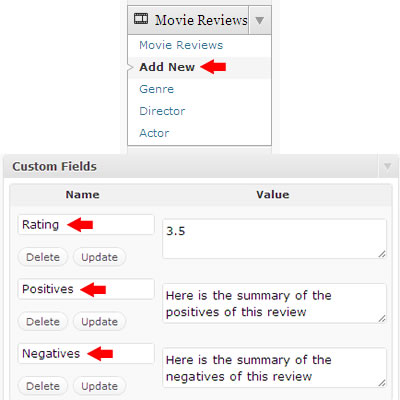 Movie Reviews
Movie Reviews
Add New
Genre
Director
Actor
Custom Fields
Name Value
Rating 3.5
Delete Update
Positives Here is the summary of the
positives of this review
Delete Update
Negatives Here is the summary of the
negatives of this review
Delete Update